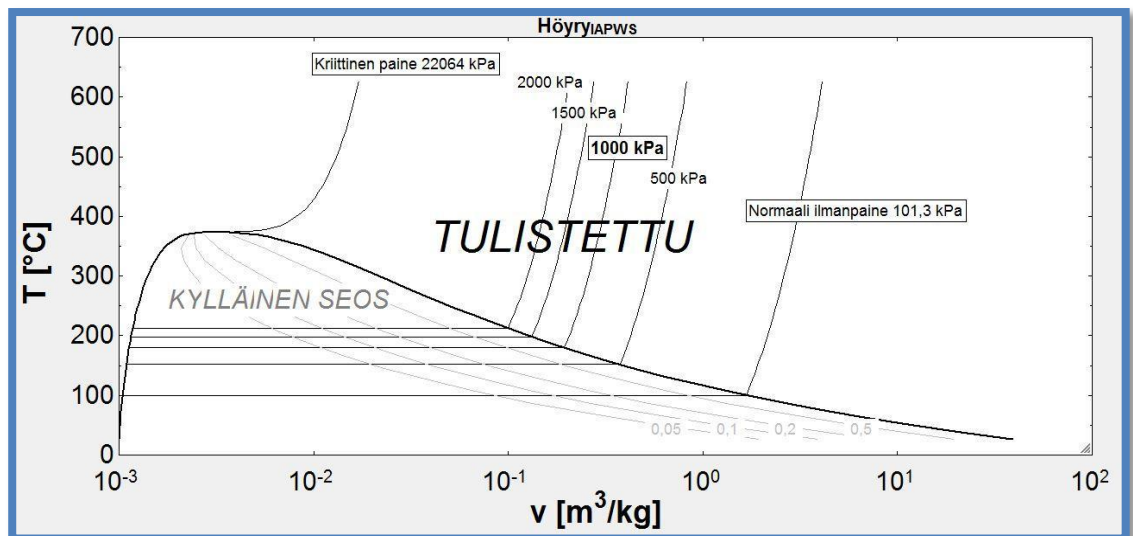 Höyry IAPWS
700
600
500
400
300
200
100
0
T [°C]
Kriittinen paine 22064 kPa
2000 kPa
1500 kPa
1000 kPa
500 kPa
Normaali ilmanpaine 101,3 kPa
TULISTETTU
KYLLÄINEN SEOS
0,05 0,1 0,2 0,5
10-3 10-2 10-1 100 101 102
v [m3/kg]